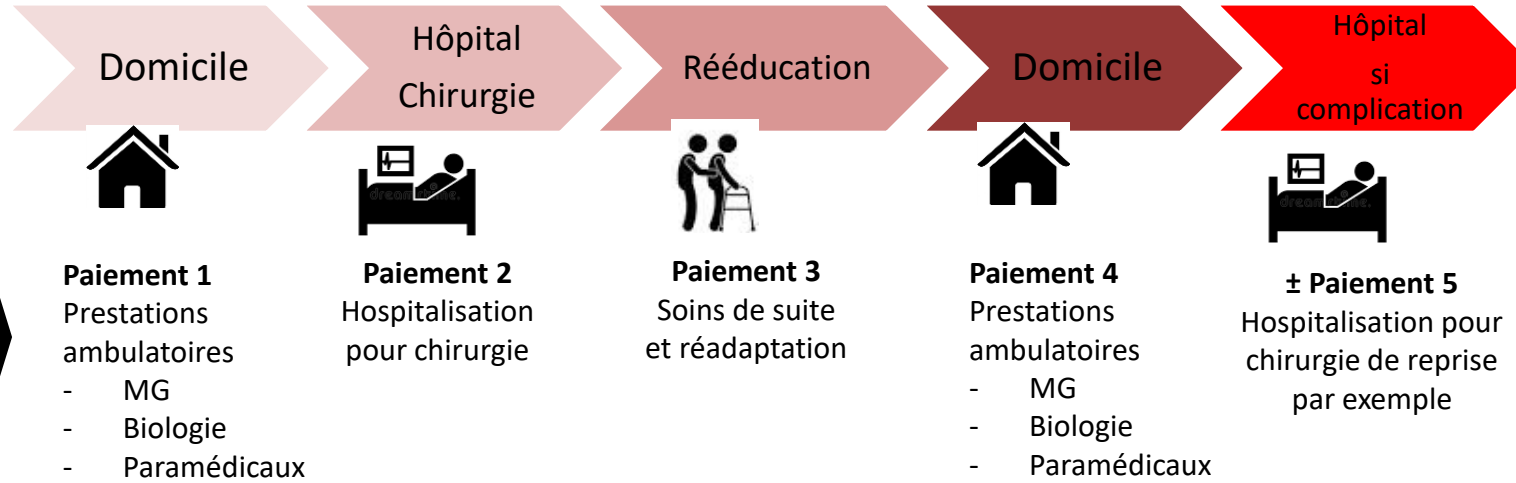 Domicile
Hôpital
Chirurgie
Rééducation
Domicile
Hôpital
si
complication
Paiement 1
Prestations
ambulatoires
- MG
- Biologie
- Paramédicaux
Paiement 2
Hospitalisation
pour chirurgie
Paiement 3
Soins de suite
et réadaptation
Paiement 4
Prestations
ambulatoires
- MG
- Biologie
- Paramédicaux
± Paiement 5
Hospitalisation pour
chirurgie de reprise
par exemple